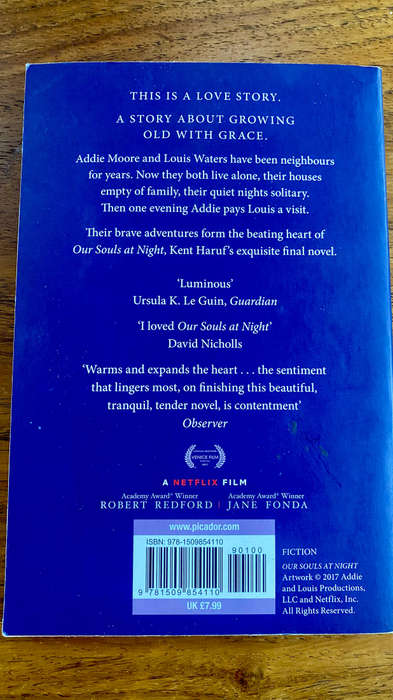 THIS IS A LOVE STORY.
A STORY ABOUT GROWING
OLD WITH GRACE.
Addie Moore and Louis Waters have been neighbours
for years. Now they both live alone, their houses
empty of family, their quiet nights solitary.
Then one evening Addie pays Louis a visit.
Their brave adventures form the beating heart of
Our Souls at Night, Kent Haruf's exquisite final novel.
'Luminous'
Ursula K. Le Guin, Guardian
'I loved Our Souls at Night'
David Nicholls
'Warms and expands the heart . . . the sentiment
that lingers most, on finishing this beautiful,
tranquil, tender novel, is contentment'
Observer
VENICE FILM
A NETFLIX FILM
Academy Award® Winner
ROBERT REDFORD
Academy Award® Winner
JANE FONDA
www.picador.com
ISBN: 978-1509854110
90100
9 781509 854110
UK £7.99
FICTION
OUR SOULS AT NIGHT
Artwork © 2017 Addie
and Louis Productions,
LLC and Netflix, Inc.
All Rights Reserved.